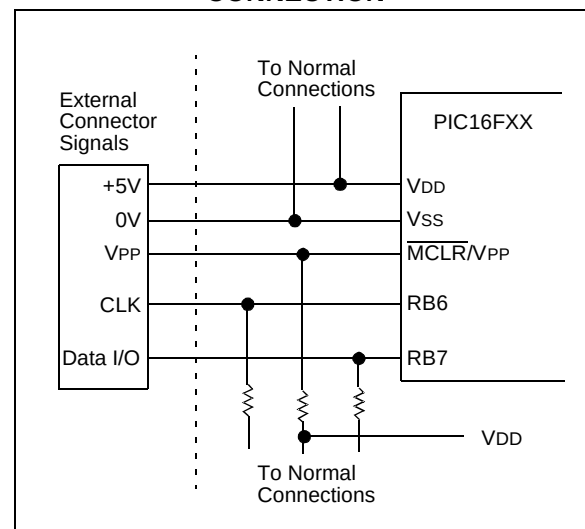 CONNECTION
To Normal
Connections
External
Connector
Signals
PIC16FXX
+5V
VDD
0V
VSS
VPP
MCLR/VPP
CLK
RB6
Data I/O
RB7
VDD
To Normal
Connections